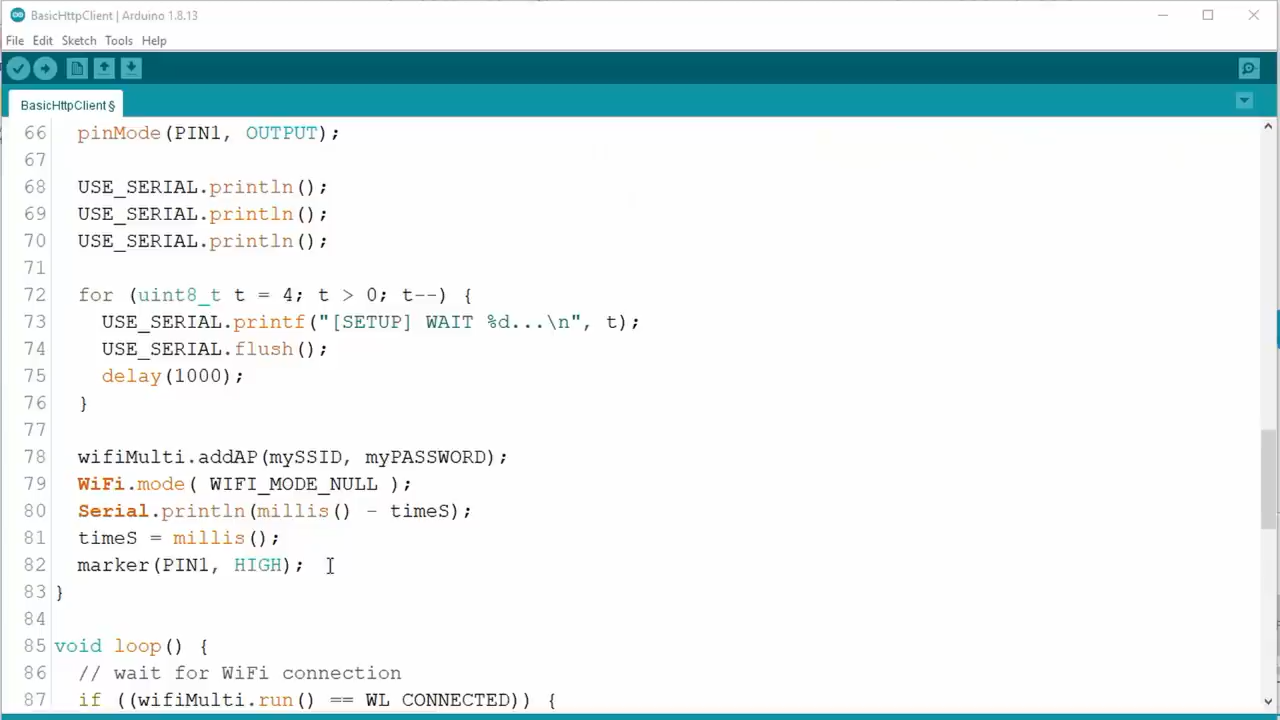 BasicHttpClient | Arduino 1.8.13
File Edit Sketch Tools Help
BasicHttpClient §
66 pinMode(PIN1, OUTPUT);
67
68 USE_SERIAL.println();
69 USE_SERIAL.println();
70 USE_SERIAL.println();
71
72 for (uint8_t t = 4; t > 0; t--) {
73 USE_SERIAL.printf("[SETUP] WAIT %d...\n", t);
74 USE_SERIAL.flush();
75 delay(1000);
76 }
77
78 wifiMulti.addAP(mySSID, myPASSWORD);
79 WiFi.mode( WIFI_MODE_NULL );
80 Serial.println(millis() - timeS);
81 timeS = millis();
82 marker(PIN1, HIGH);
83 }
84
85 void loop() {
86 // wait for WiFi connection
87 if ((wifiMulti.run() == WL_CONNECTED)) {